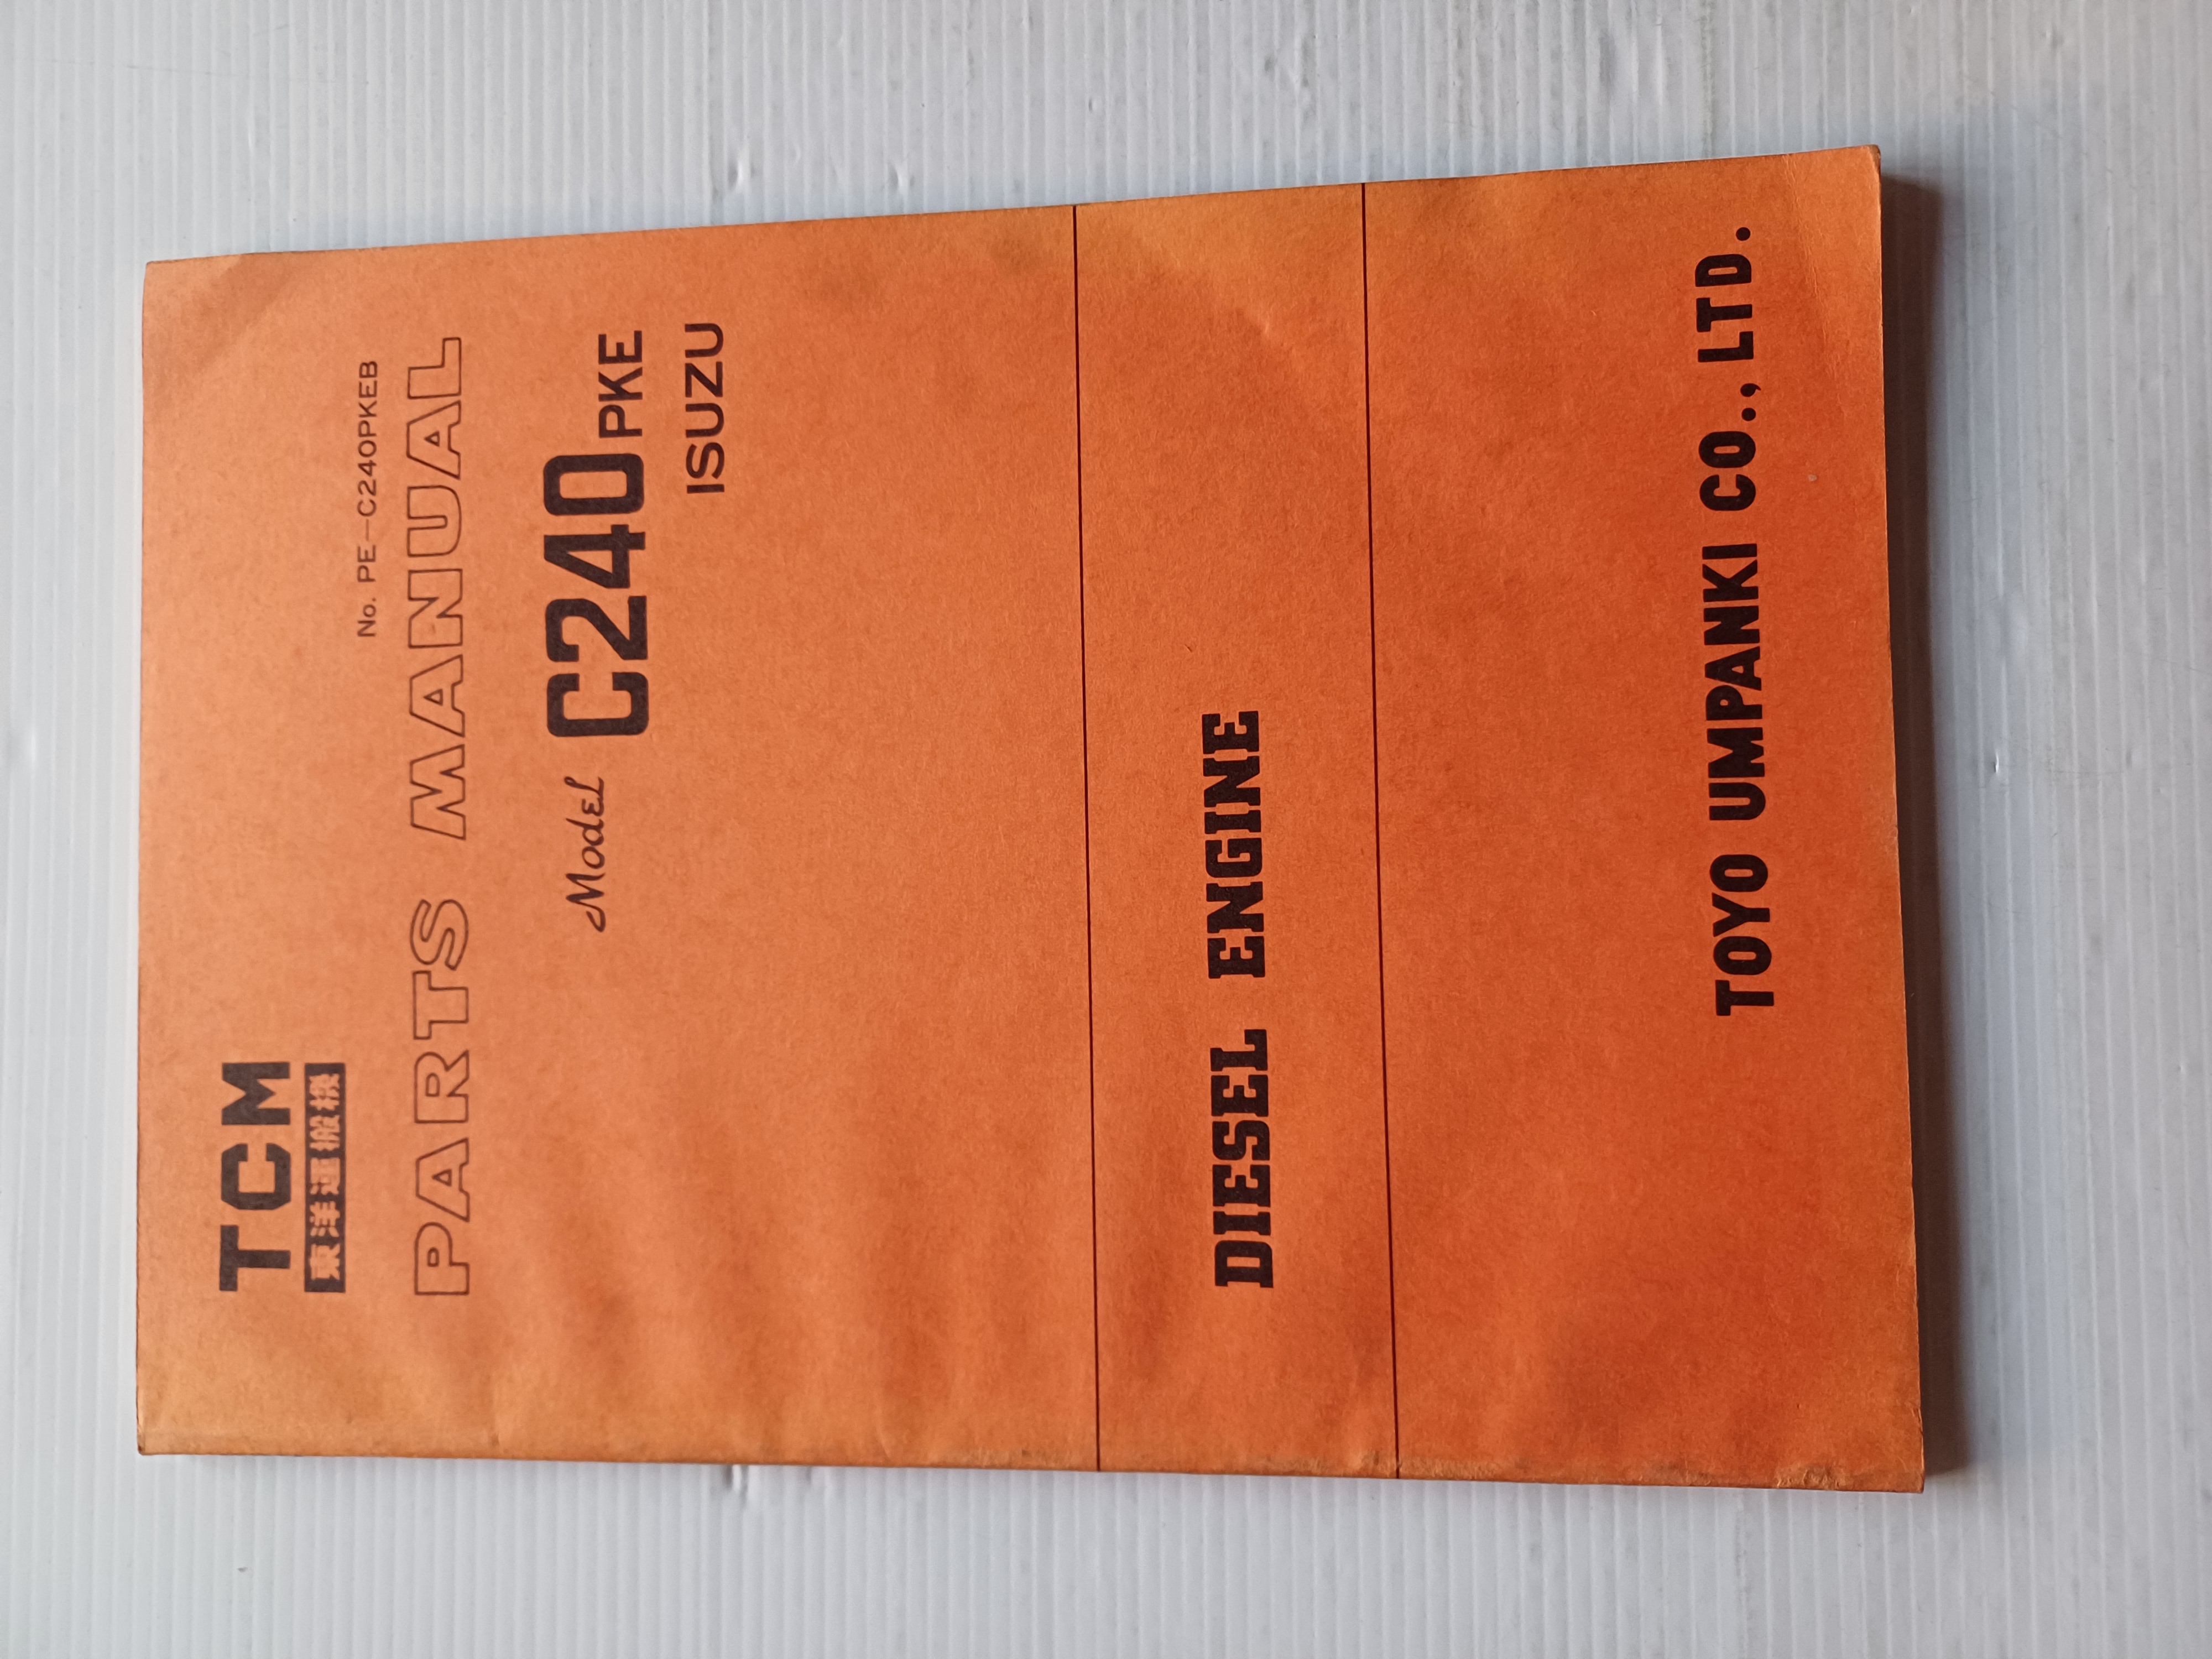 TCM
東洋運搬機
No. PE-C240PKEB
PARTS MANUAL
Model C240PKE
ISUZU
DIESEL ENGINE
TOYO UMPANKI CO., LTD.